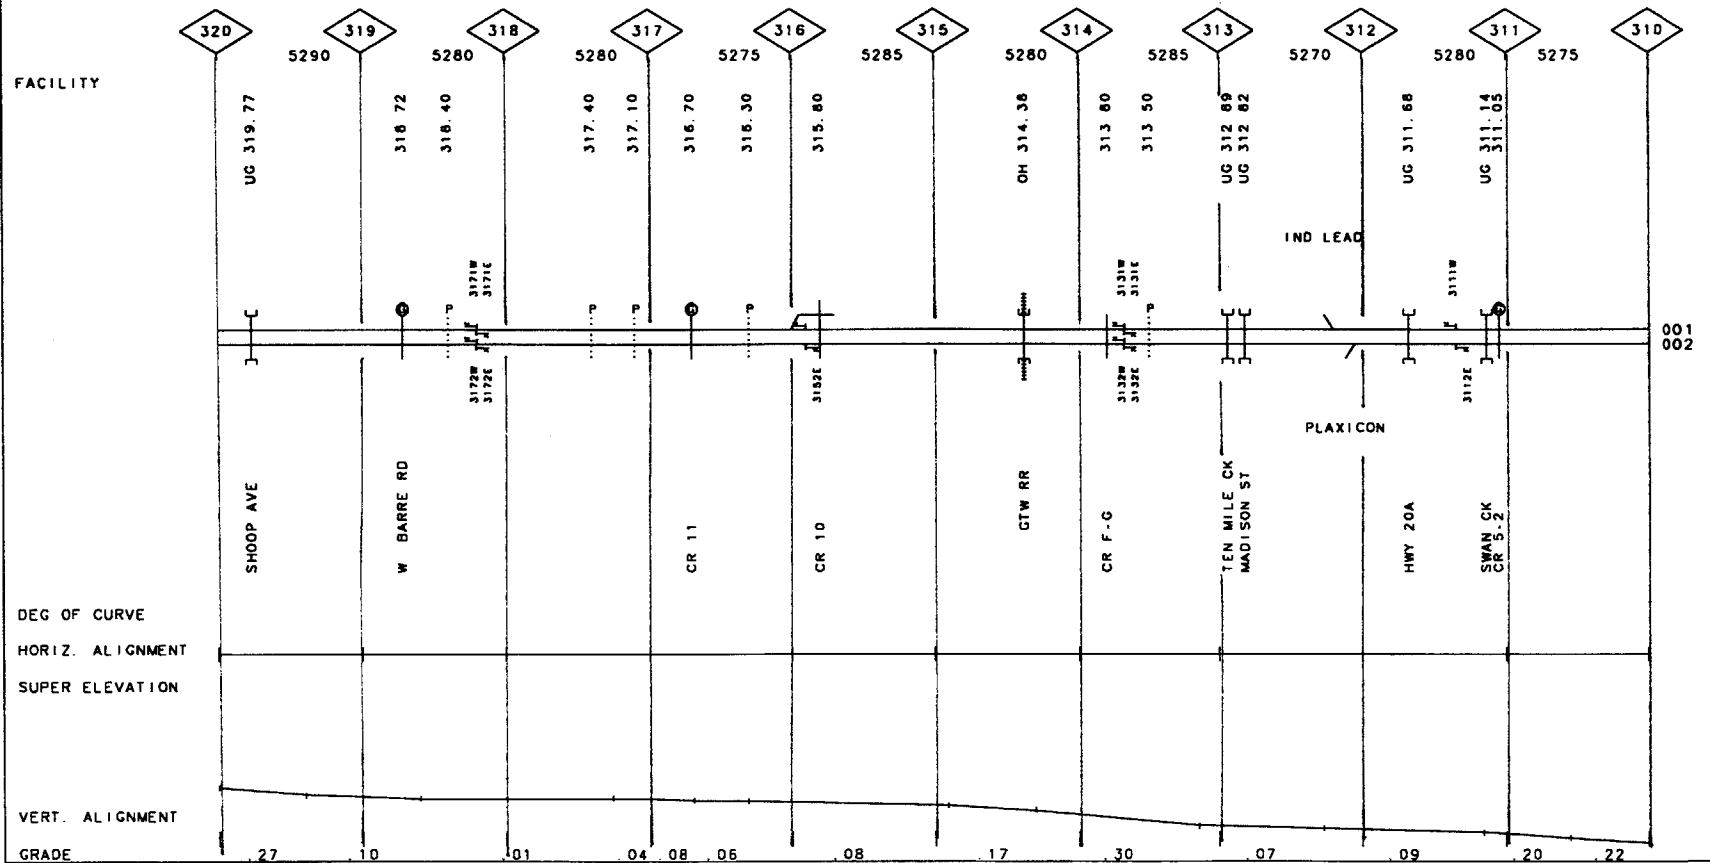 320 319 318 317 316 315 314 313 312 311 310
5290 5280 5280 5275 5285 5280 5285 5270 5280 5275
FACILITY
UG 319.77
318 72
318.40
317.40
317.10
316.70
316.30
315.80
OH 314.38
313 80
313 50
UG 312 89
UG 312 82
UG 311.68
UG 311.14
311.05
IND LEAD
3171W
3171E
3131W
3131E
3111W
G P P P G P P G
001
002
3172W
3172E
3152E
3132W
3132E
3112E
PLAXICON
SHOOP AVE
W BARRE RD
CR 11
CR 10
GTW RR
CR F-G
TEN MILE CK
MADISON ST
HWY 20A
SWAN CK
CR 5-2
DEG OF CURVE
HORIZ. ALIGNMENT
SUPER ELEVATION
VERT. ALIGNMENT
GRADE .27 .10 .01 .04 .08 .06 .08 .17 .30 .07 .09 .20 .22